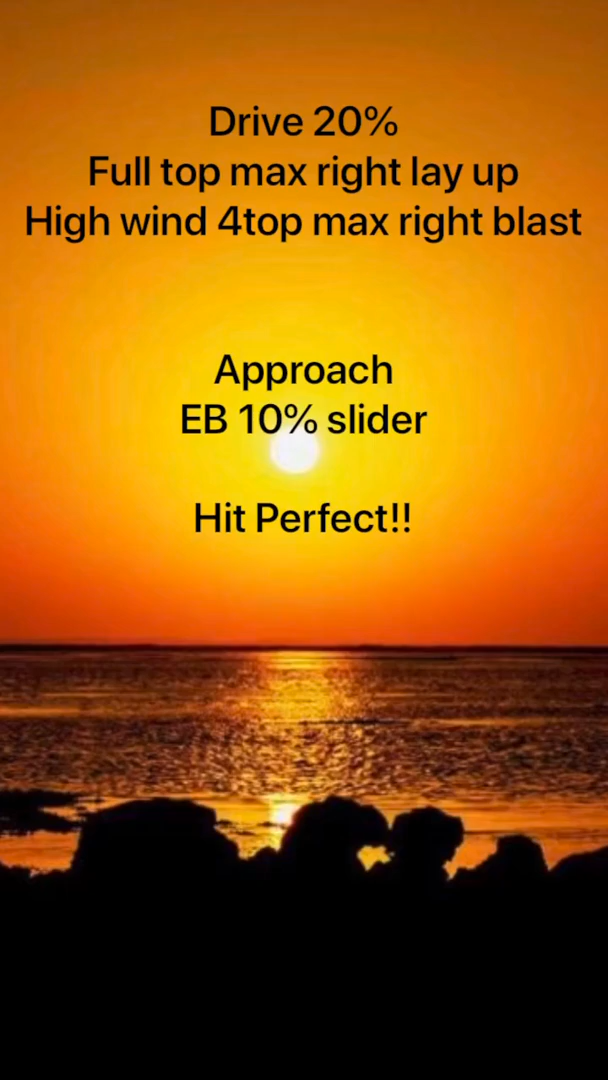 Drive 20%
Full top max right lay up
High wind 4top max right blast
Approach
EB 10% slider
Hit Perfect!!